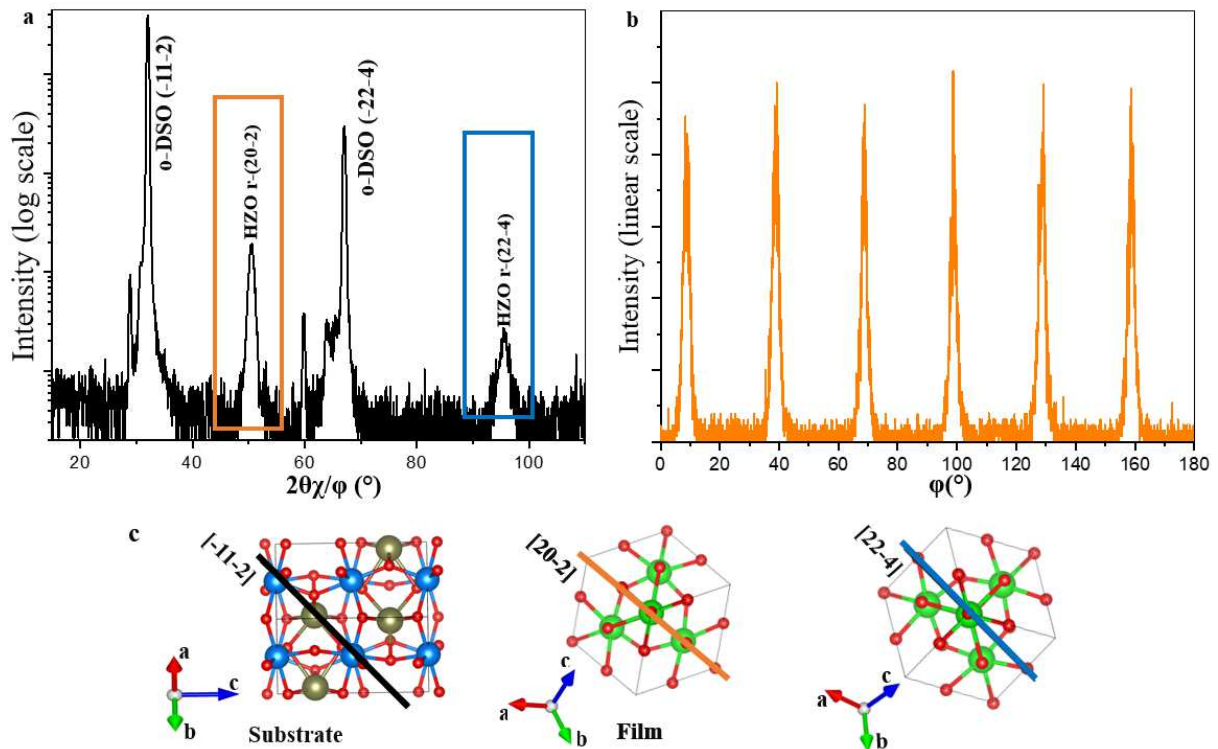 a
Intensity (log scale)
o-DSO (-11-2)
HZO r-(20-2)
o-DSO (-22-4)
HZO r-(22-4)
20 40 60 80 100
2θχ/φ (°)
b
Intensity (linear scale)
0 20 40 60 80 100 120 140 160 180
φ(°)
c
[-11-2]
a
c
b
Substrate
[20-2]
c
a
b
Film
[22-4]
c
a
b